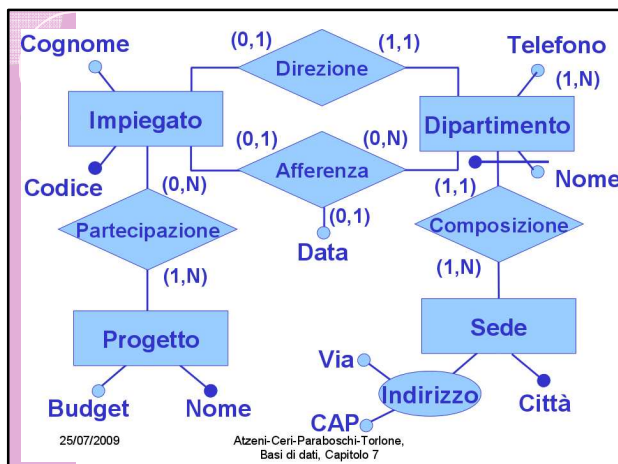 Cognome
(0,1)
(1,1)
Telefono
Direzione
(1,N)
Impiegato
(0,1)
(0,N)
Dipartimento
Afferenza
Codice
(0,N)
(1,1)
Nome
(0,1)
Partecipazione
Data
Composizione
(1,N)
(1,N)
Progetto
Sede
Via
Indirizzo
Città
Budget
Nome
CAP
25/07/2009
Atzeni-Ceri-Paraboschi-Torlone,
Basi di dati, Capitolo 7